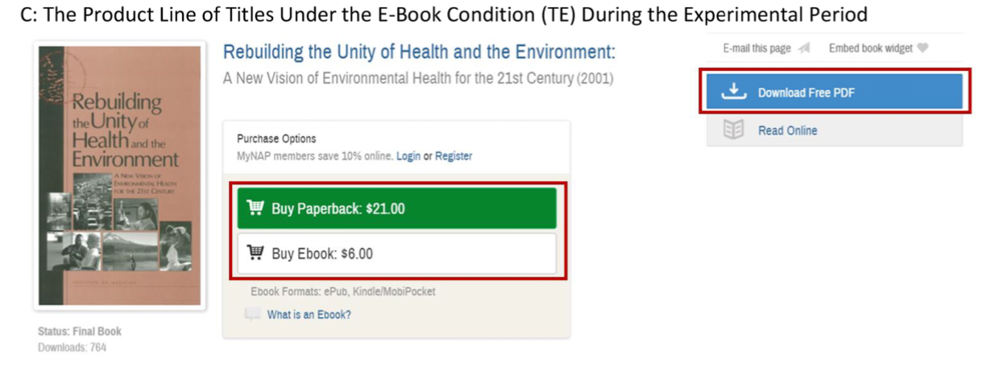 C: The Product Line of Titles Under the E-Book Condition (TE) During the Experimental Period
Rebuilding
the Unity of
Health and the
Environment
A New Vision of
Environmental Health
for the 21st Century
INSTITUTE OF MEDICINE
Status: Final Book
Downloads: 764
Rebuilding the Unity of Health and the Environment:
A New Vision of Environmental Health for the 21st Century (2001)
Purchase Options
MyNAP members save 10% online. Login or Register
Buy Paperback: $21.00
Buy Ebook: $6.00
Ebook Formats: ePub, Kindle/MobiPocket
What is an Ebook?
E-mail this page Embed book widget
Download Free PDF
Read Online